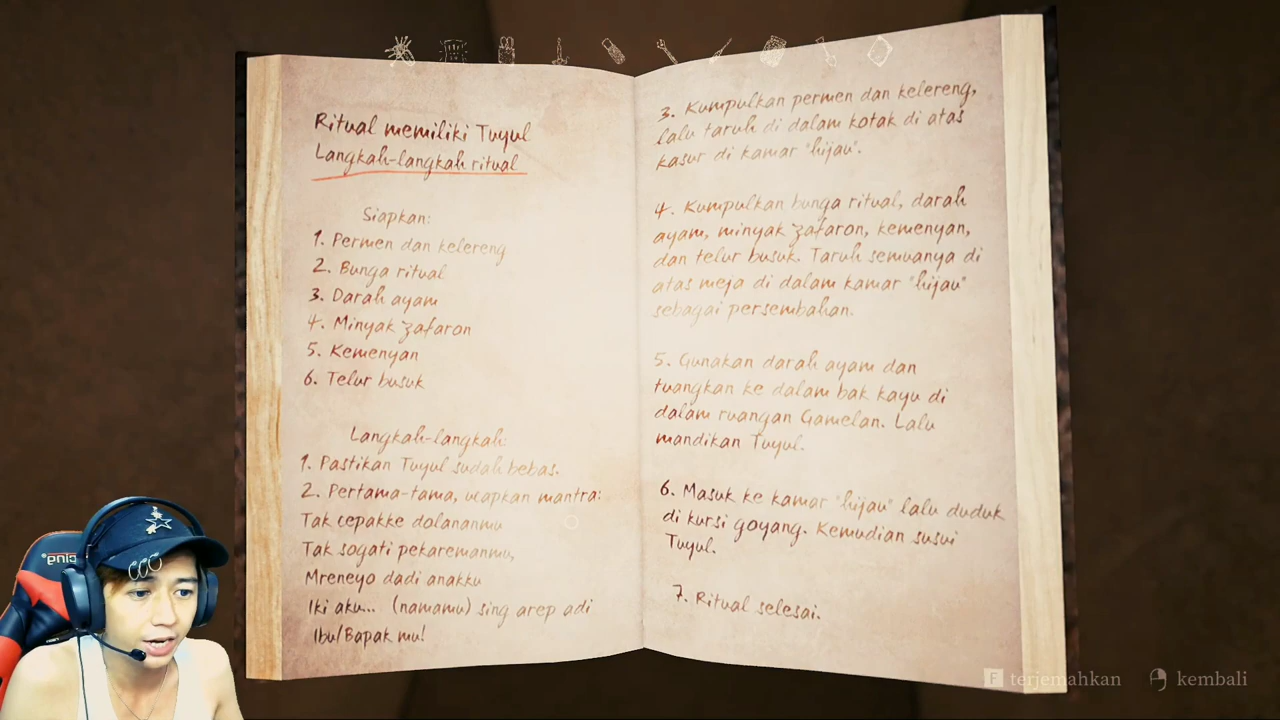 Ritual memiliki Tuyul
Langkah-langkah ritual
Siapkan:
1. Permen dan kelereng
2. Bunga ritual
3. Darah ayam
4. Minyak zafaron
5. Kemenyan
6. Telur busuk
Langkah-langkah:
1. Pastikan Tuyul sudah bebas.
2. Pertama-tama, ucapkan mantra:
Tak cepakke dolananmu
Tak sogati pekaremanmu,
Mreneyo dadi anakku
Iki aku... (namamu) sing arep adi
Ibu/Bapak mu!
3. Kumpulkan permen dan kelereng,
lalu taruh di dalam kotak di atas
kasur di kamar "hijau".
4. Kumpulkan bunga ritual, darah
ayam, minyak zafaron, kemenyan,
dan telur busuk. Taruh semuanya di
atas meja di dalam kamar "hijau"
sebagai persembahan.
5. Gunakan darah ayam dan
tuangkan ke dalam bak kayu di
dalam ruangan Gamelan. Lalu
mandikan Tuyul.
6. Masuk ke kamar "hijau" lalu duduk
di kursi goyang. Kemudian susui
Tuyul.
7. Ritual selesai.
F terjemahkan kembali